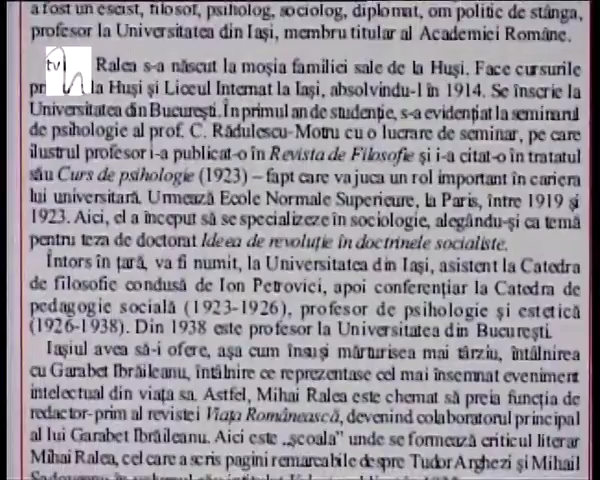 a fost un eseist, filosof, psiholog, sociolog, diplomat, om politic de stânga,
profesor la Universitatea din Iași, membru titular al Academiei Române.
tvh
Ralea s-a născut la moșia familiei sale de la Huși. Face cursurile
la Huși și Liceul Internat la Iași, absolvindu-l în 1914. Se înscrie la
Universitatea din București. În primul an de studenție, s-a evidențiat la seminarul
de psihologie al prof. C. Rădulescu-Motru cu o lucrare de seminar, pe care
ilustrul profesor i-a publicat-o în Revista de Filosofie și i-a citat-o în tratatul
său Curs de psihologie (1923) – fapt care va juca un rol important în cariera
lui universitară. Urmează Ecole Normale Superieure, la Paris, între 1919 și
1923. Aici, el a început să se specializeze în sociologie, alegându-și ca temă
pentru teza de doctorat Ideea de revoluție în doctrinele socialiste.
Întors în țară, va fi numit, la Universitatea din Iași, asistent la Catedra
de filosofie condusă de Ion Petrovici, apoi conferențiar la Catedra de
pedagogie socială (1923-1926), profesor de psihologie și estetică
(1926-1938). Din 1938 este profesor la Universitatea din București.
Iașiul avea să-i ofere, așa cum însuși mărturisea mai târziu, întâlnirea
cu Garabet Ibrăileanu, întâlnire ce reprezentase cel mai însemnat eveniment
intelectual din viața sa. Astfel, Mihai Ralea este chemat să preia funcția de
redactor-prim al revistei Viața Românească, devenind colaboratorul principal
al lui Garabet Ibrăileanu. Aici este „școala” unde se formează criticul literar
Mihai Ralea, cel care a scris pagini remarcabile despre Tudor Arghezi și Mihail